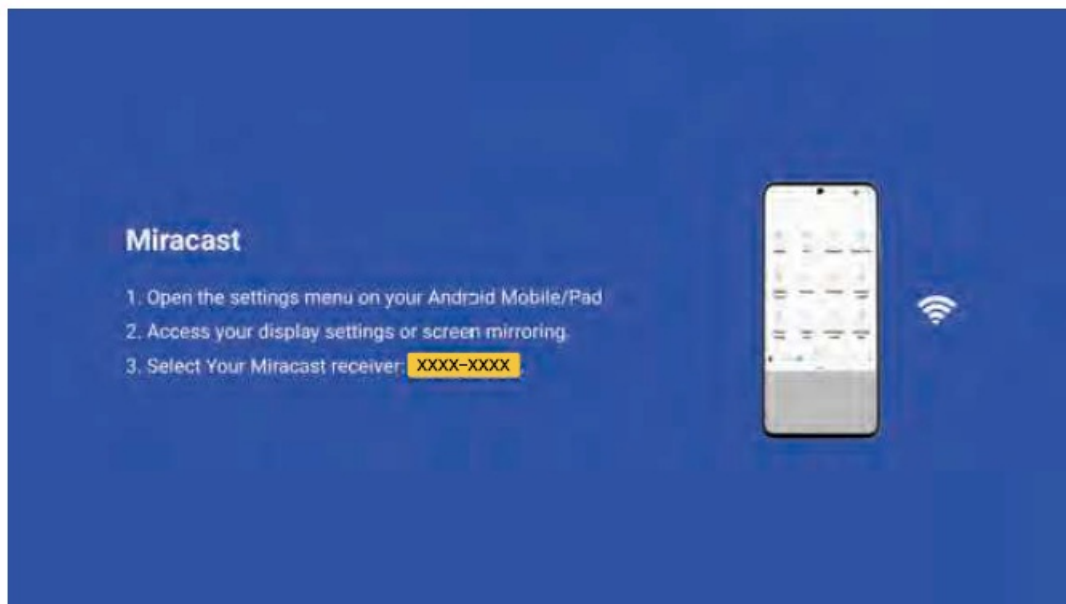 Miracast
1. Open the settings menu on your Android Mobile/Pad
2. Access your display settings or screen mirroring.
3. Select Your Miracast receiver: XXXX-XXXX.